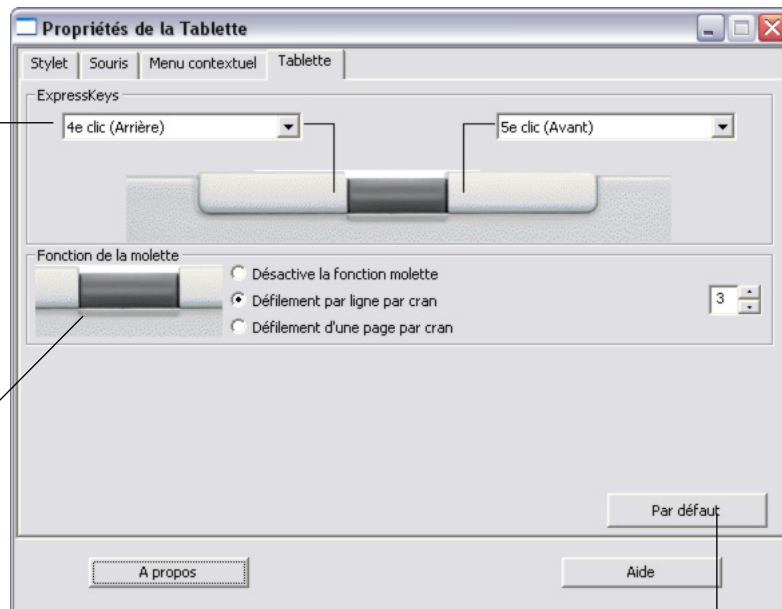 Propriétés de la Tablette
Stylet Souris Menu contextuel Tablette
ExpressKeys
4e clic (Arrière) 5e clic (Avant)
Fonction de la molette
Désactive la fonction molette
Défilement par ligne par cran 3
Défilement d'une page par cran
Par défaut
A propos Aide